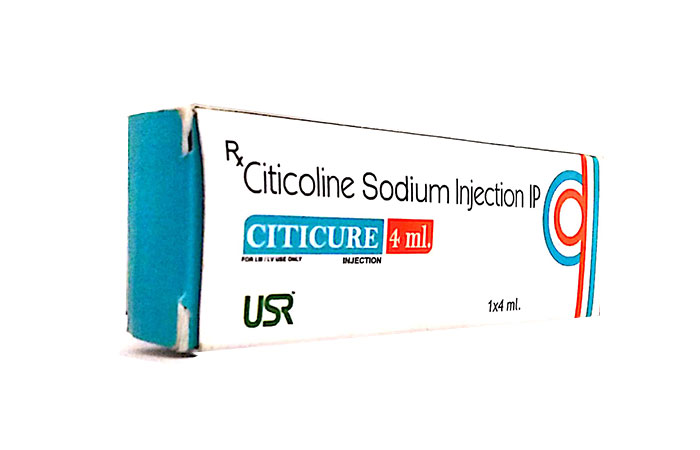 Rx Citicoline Sodium Injection IP
CITICURE 4 ml.
FOR I.M / I.V USE ONLY INJECTION
USR
1x4 ml.